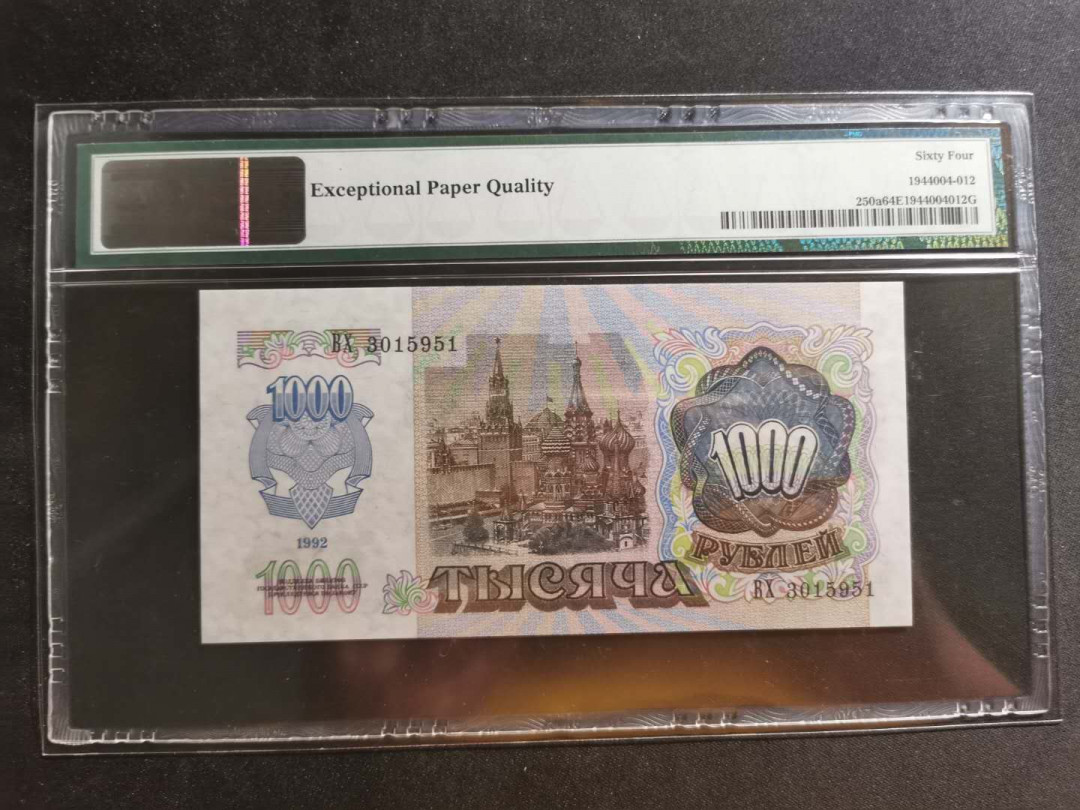 Exceptional Paper Quality
Sixty Four
1944004-012
250a64E1944004012G
ВХ 3015951
1000
1992
1000
1000
РУБЛЕЙ
ТЫСЯЧА
ВХ 3015951